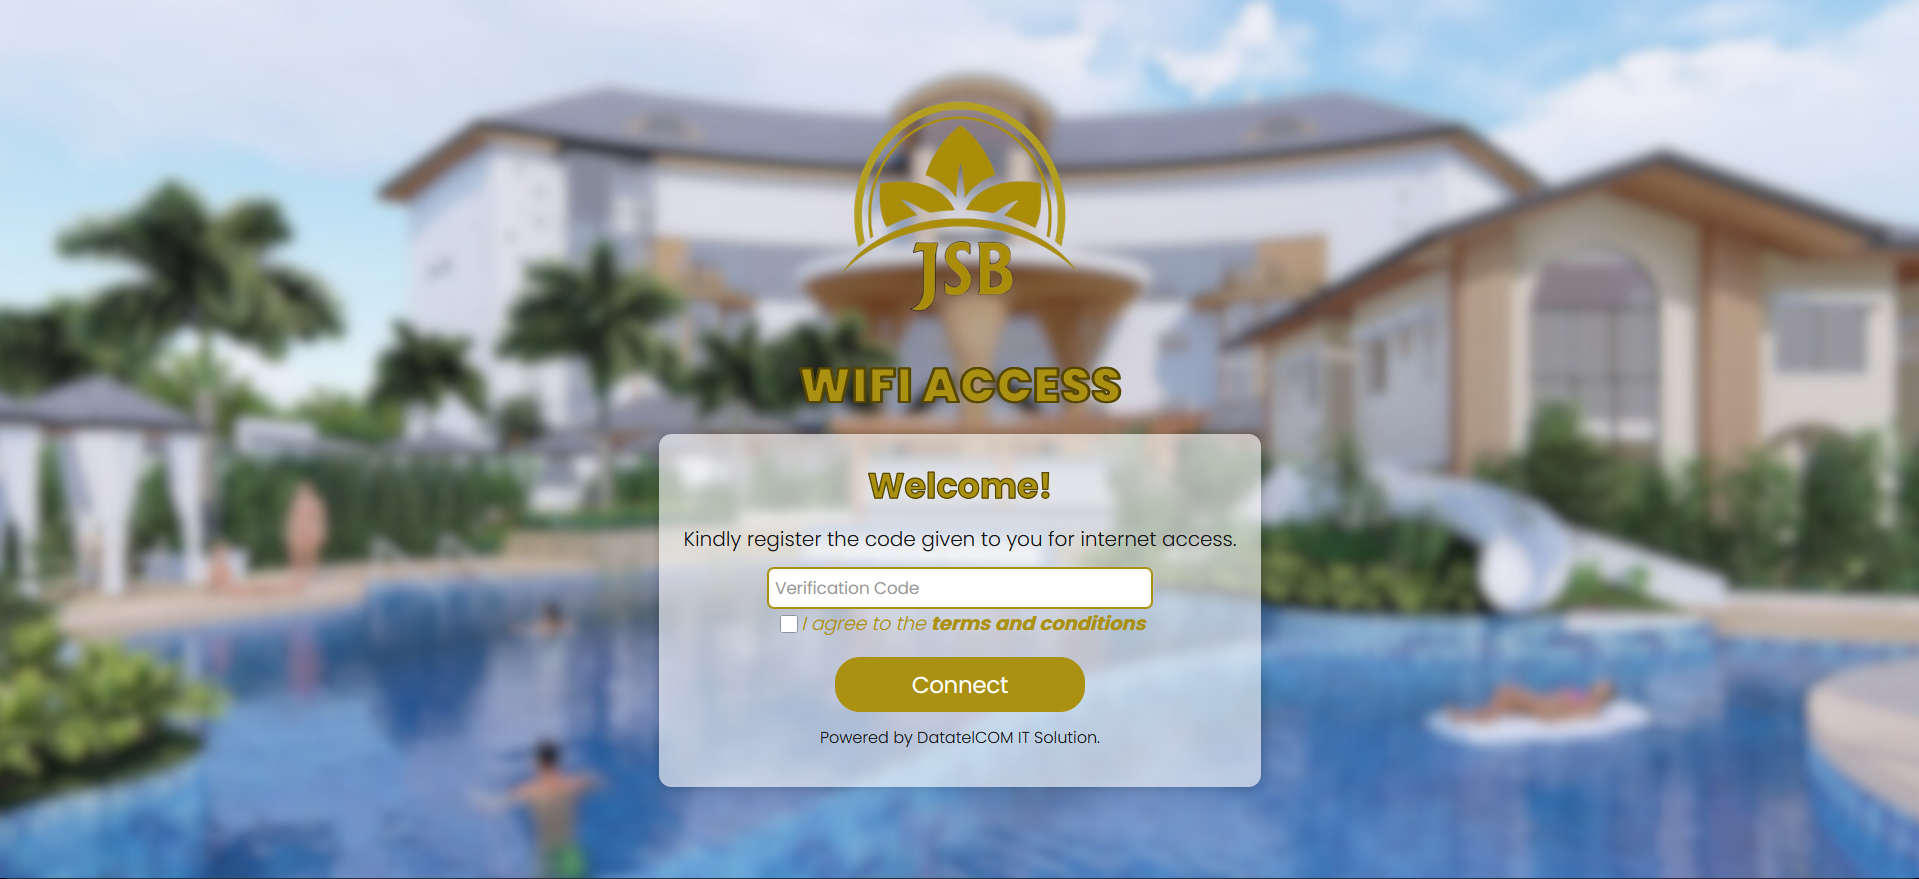 JSB
WIFI ACCESS
Welcome!
Kindly register the code given to you for internet access.
Verification Code
I agree to the terms and conditions
Connect
Powered by DatatelCOM IT Solution.